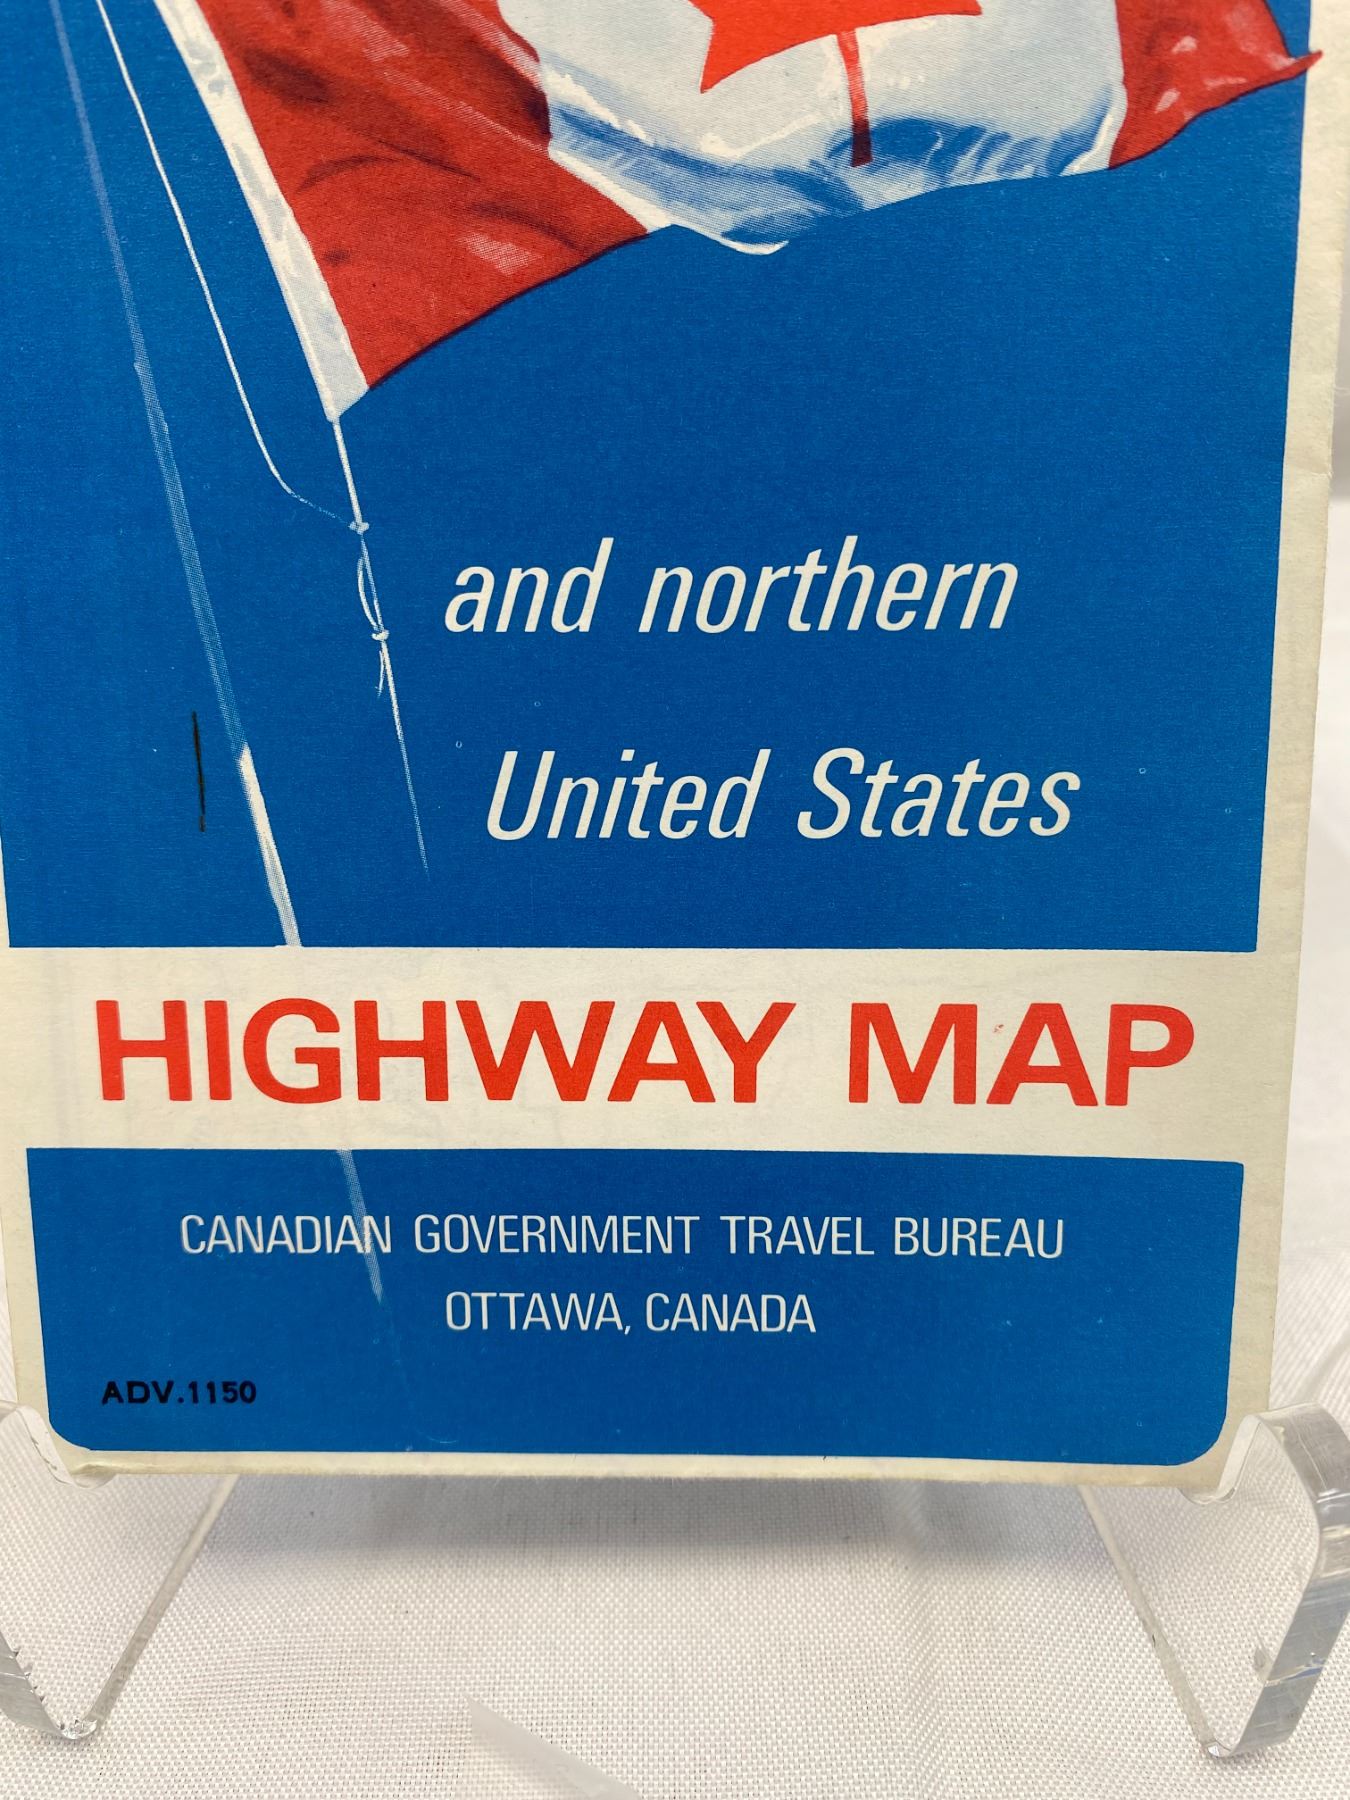 and northern
United States
HIGHWAY MAP
CANADIAN GOVERNMENT TRAVEL BUREAU
OTTAWA, CANADA
ADV.1150